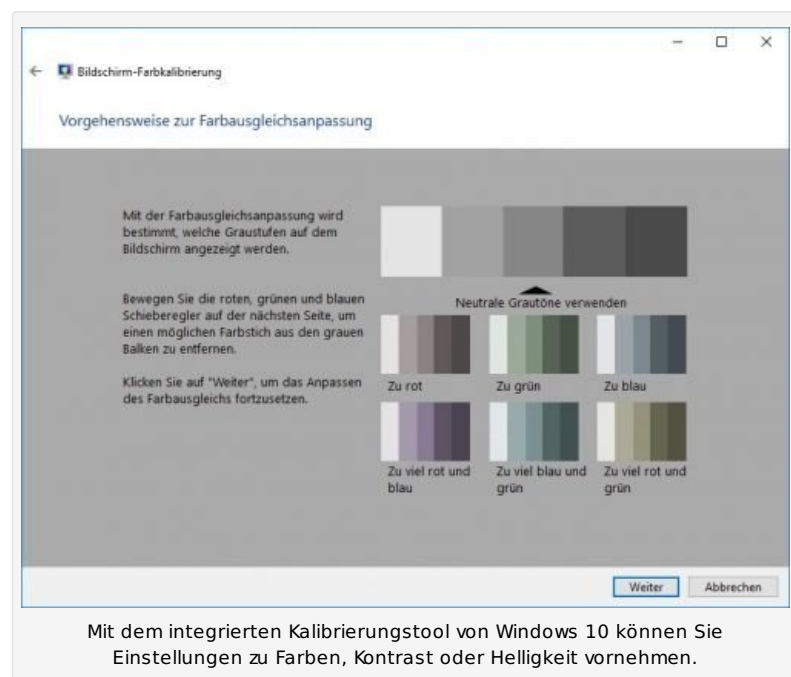 Bildschirm-Farbkalibrierung
Vorgehensweise zur Farbausgleichsanpassung
Mit der Farbausgleichsanpassung wird
bestimmt, welche Graustufen auf dem
Bildschirm angezeigt werden.
Bewegen Sie die roten, grünen und blauen
Schieberegler auf der nächsten Seite, um
einen möglichen Farbstich aus den grauen
Balken zu entfernen.
Klicken Sie auf "Weiter", um das Anpassen
des Farbausgleichs fortzusetzen.
Neutrale Grautöne verwenden
Zu rot
Zu grün
Zu blau
Zu viel rot und
blau
Zu viel blau und
grün
Zu viel rot und
grün
Weiter
Abbrechen
Mit dem integrierten Kalibrierungstool von Windows 10 können Sie
Einstellungen zu Farben, Kontrast oder Helligkeit vornehmen.